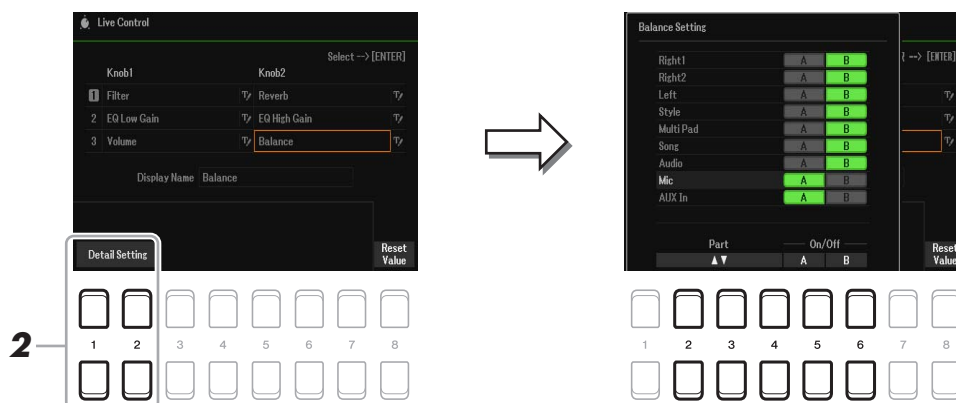 Live Control
Select --> [ENTER]
Knob1 Knob2
1 Filter Reverb
2 EQ Low Gain EQ High Gain
3 Volume Balance
Display Name Balance
Detail Setting
Reset
Value
2
1 2 3 4 5 6 7 8
Balance Setting
--> [ENTER]
Right1 A B
Right2 A B
Left A B
Style A B
Multi Pad A B
Song A B
Audio A B
Mic A B
AUX In A B
Part On/Off
▲▼ A B
Reset
Value
1 2 3 4 5 6 7 8